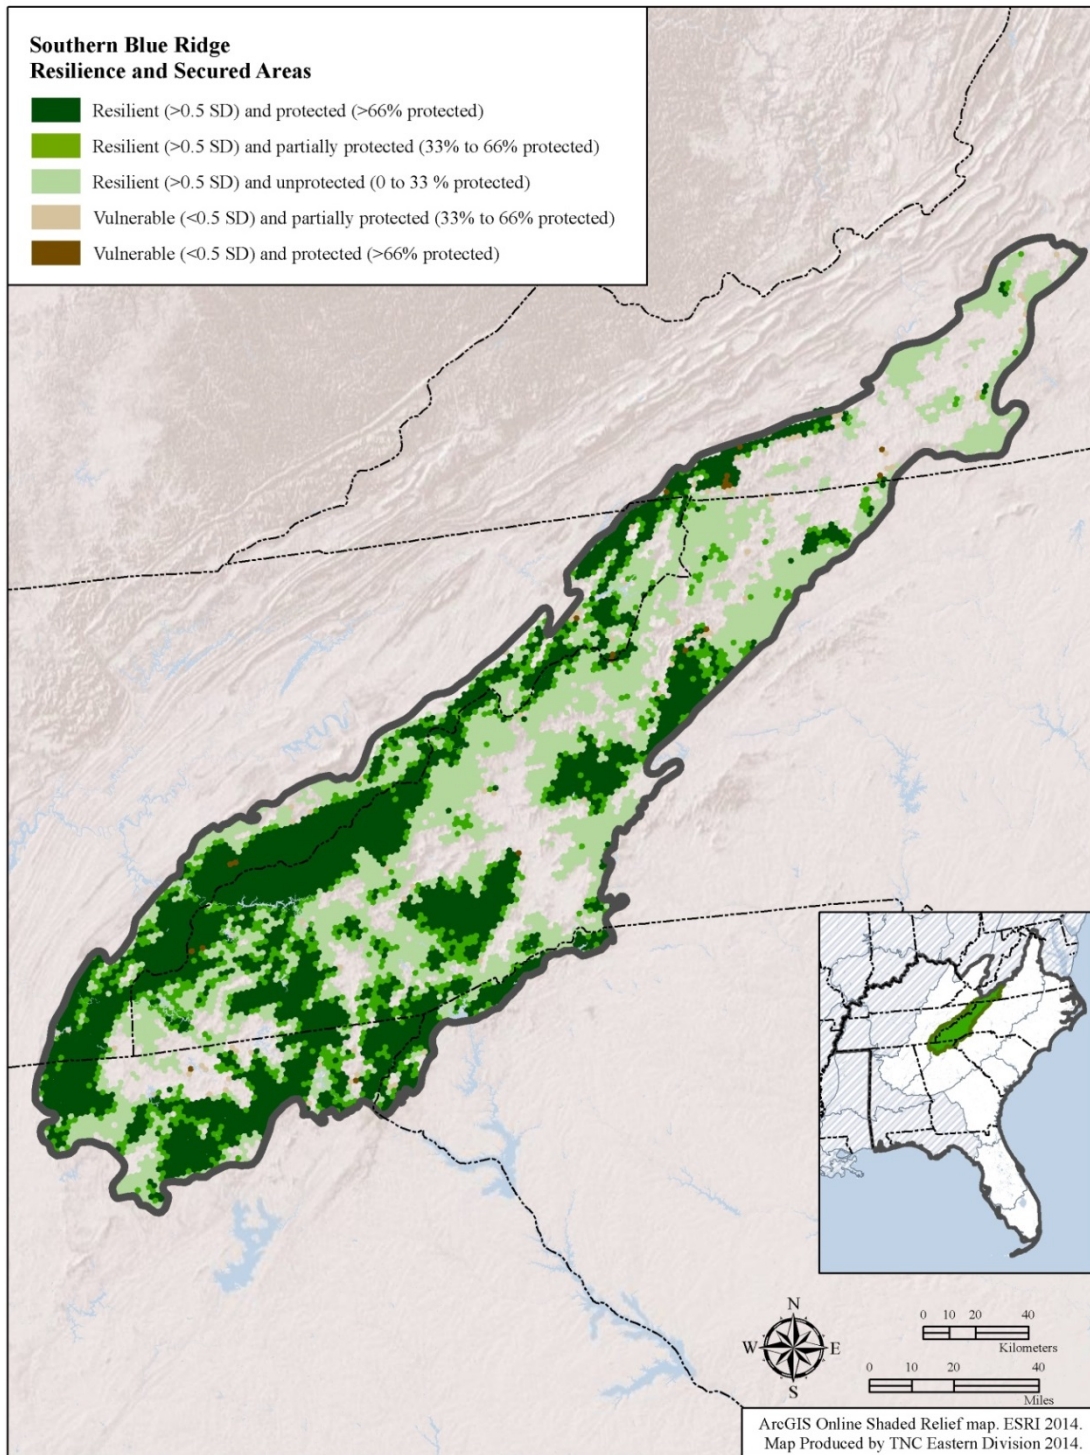 Southern Blue Ridge
Resilience and Secured Areas
Resilient (>0.5 SD) and protected (>66% protected)
Resilient (>0.5 SD) and partially protected (33% to 66% protected)
Resilient (>0.5 SD) and unprotected (0 to 33 % protected)
Vulnerable (<0.5 SD) and partially protected (33% to 66% protected)
Vulnerable (<0.5 SD) and protected (>66% protected)
N
W E
S
0 10 20 40
Kilometers
0 10 20 40
Miles
ArcGIS Online Shaded Relief map. ESRI 2014.
Map Produced by TNC Eastern Division 2014.